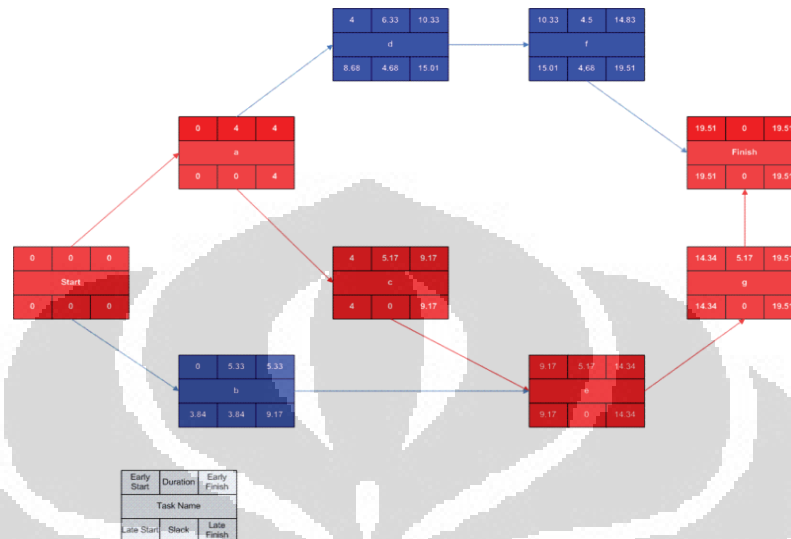 4 6.33 10.33
d
8.68 4.68 15.01
10.33 4.5 14.83
f
15.01 4.68 19.51
0 4 4
a
0 0 4
19.51 0 19.51
Finish
19.51 0 19.51
0 0 0
Start
0 0 0
4 5.17 9.17
c
4 0 9.17
14.34 5.17 19.51
g
14.34 0 19.51
0 5.33 5.33
b
3.84 3.84 9.17
9.17 5.17 14.34
e
9.17 0 14.34
Early Start Duration Early Finish
Task Name
Late Start Slack Late Finish